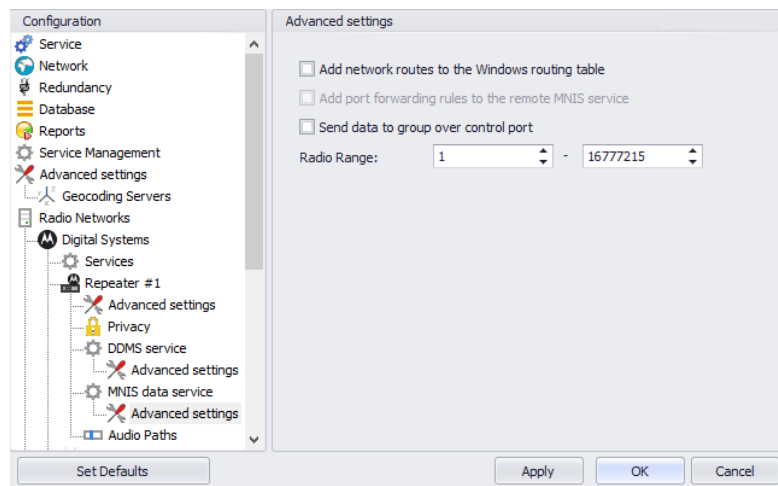 Configuration
Service
Network
Redundancy
Database
Reports
Service Management
Advanced settings
Geocoding Servers
Radio Networks
Digital Systems
Services
Repeater #1
Advanced settings
Privacy
DDMS service
Advanced settings
MNIS data service
Advanced settings
Audio Paths
Advanced settings
Add network routes to the Windows routing table
Add port forwarding rules to the remote MNIS service
Send data to group over control port
Radio Range: 1 - 16777215
Set Defaults Apply OK Cancel